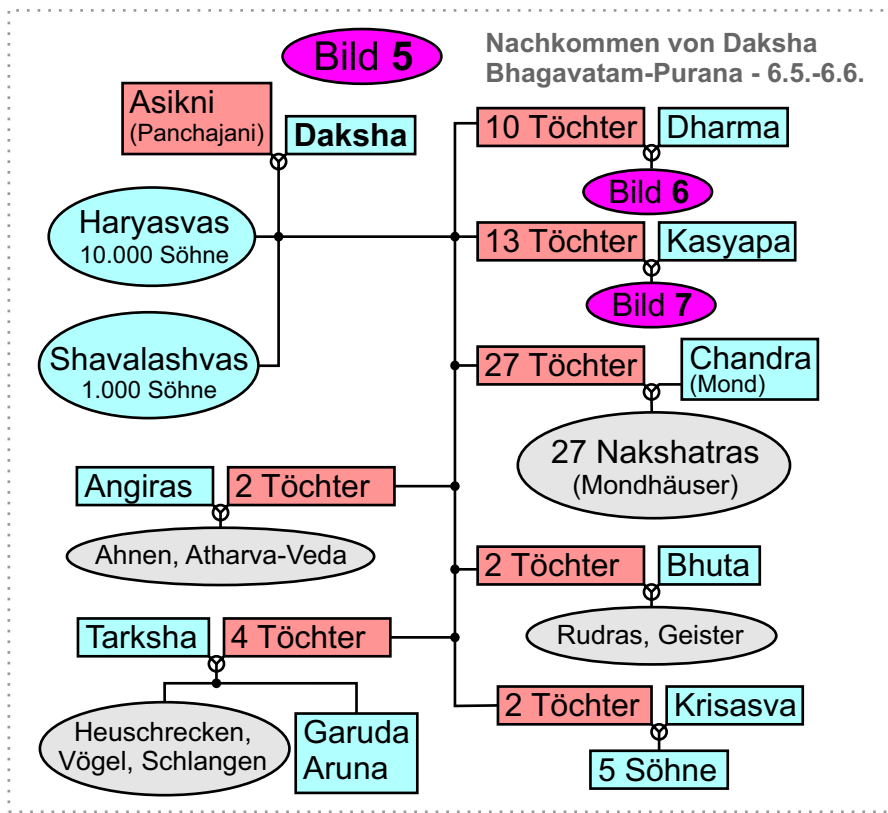 Bild 5
Nachkommen von Daksha
Bhagavatam-Purana - 6.5.-6.6.
Asikni
(Panchajani)
Daksha
10 Töchter
Dharma
Bild 6
Haryasvas
10.000 Söhne
13 Töchter
Kasyapa
Bild 7
Shavalashvas
1.000 Söhne
27 Töchter
Chandra
(Mond)
27 Nakshatras
(Mondhäuser)
Angiras
2 Töchter
Ahnen, Atharva-Veda
2 Töchter
Bhuta
Rudras, Geister
Tarksha
4 Töchter
Heuschrecken,
Vögel, Schlangen
Garuda
Aruna
2 Töchter
Krisasva
5 Söhne